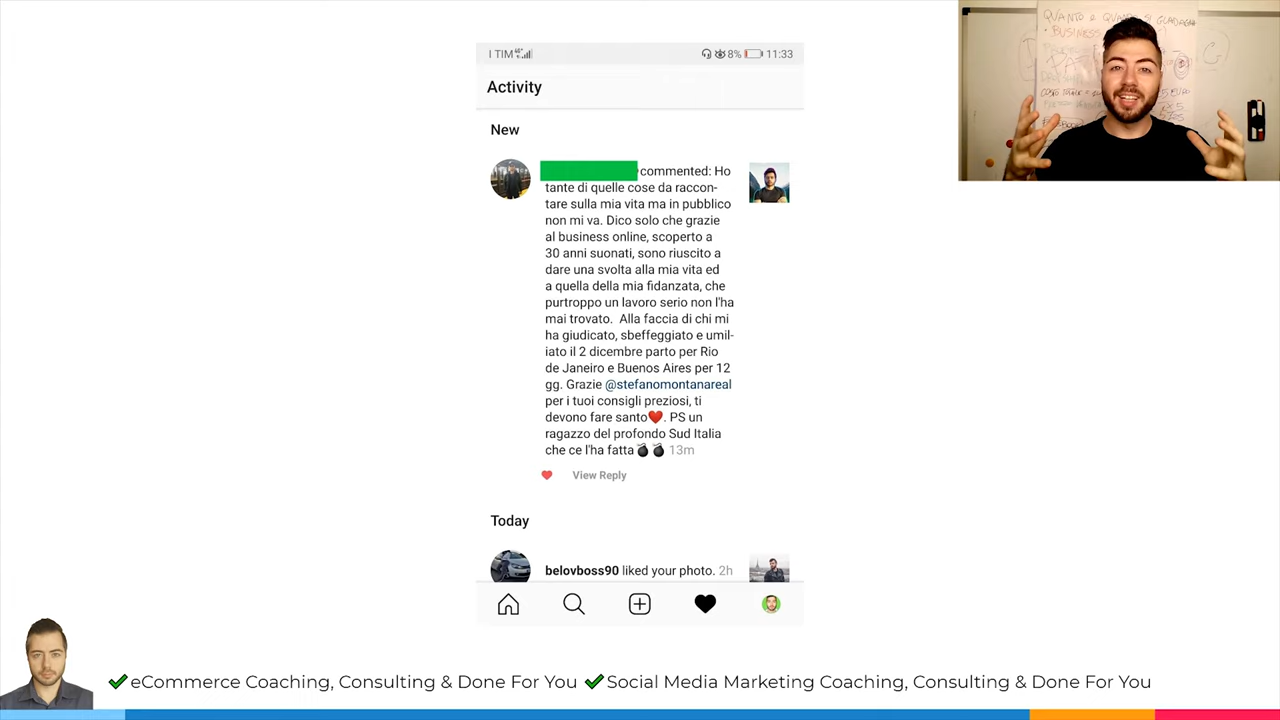 QUANTO E QUANDO SI GUADAGNA
• BUSINESS
I TIM 8% 11:33
Activity
New
commented: Ho
tante di quelle cose da raccon-
tare sulla mia vita ma in pubblico
non mi va. Dico solo che grazie
al business online, scoperto a
30 anni suonati, sono riuscito a
dare una svolta alla mia vita ed
a quella della mia fidanzata, che
purtroppo un lavoro serio non l'ha
mai trovato. Alla faccia di chi mi
ha giudicato, sbeffeggiato e umil-
iato il 2 dicembre parto per Rio
de Janeiro e Buenos Aires per 12
gg. Grazie @stefanomontanareal
per i tuoi consigli preziosi, ti
devono fare santo❤️. PS un
ragazzo del profondo Sud Italia
che ce l'ha fatta💣💣 13m
View Reply
Today
belovboss90 liked your photo. 2h
✔eCommerce Coaching, Consulting & Done For You ✔Social Media Marketing Coaching, Consulting & Done For You